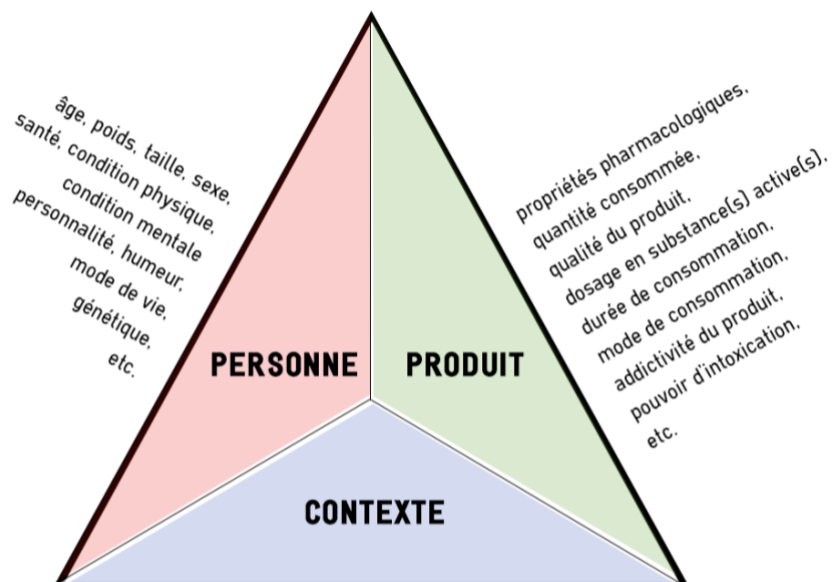 âge, poids, taille, sexe,
santé, condition physique,
condition mentale
personnalité, humeur,
mode de vie,
génétique,
etc.
propriétés pharmacologiques,
quantité consommée,
qualité du produit,
dosage en substance(s) active(s),
durée de consommation,
mode de consommation,
addictivité du produit,
pouvoir d'intoxication,
etc.
PERSONNE
PRODUIT
CONTEXTE